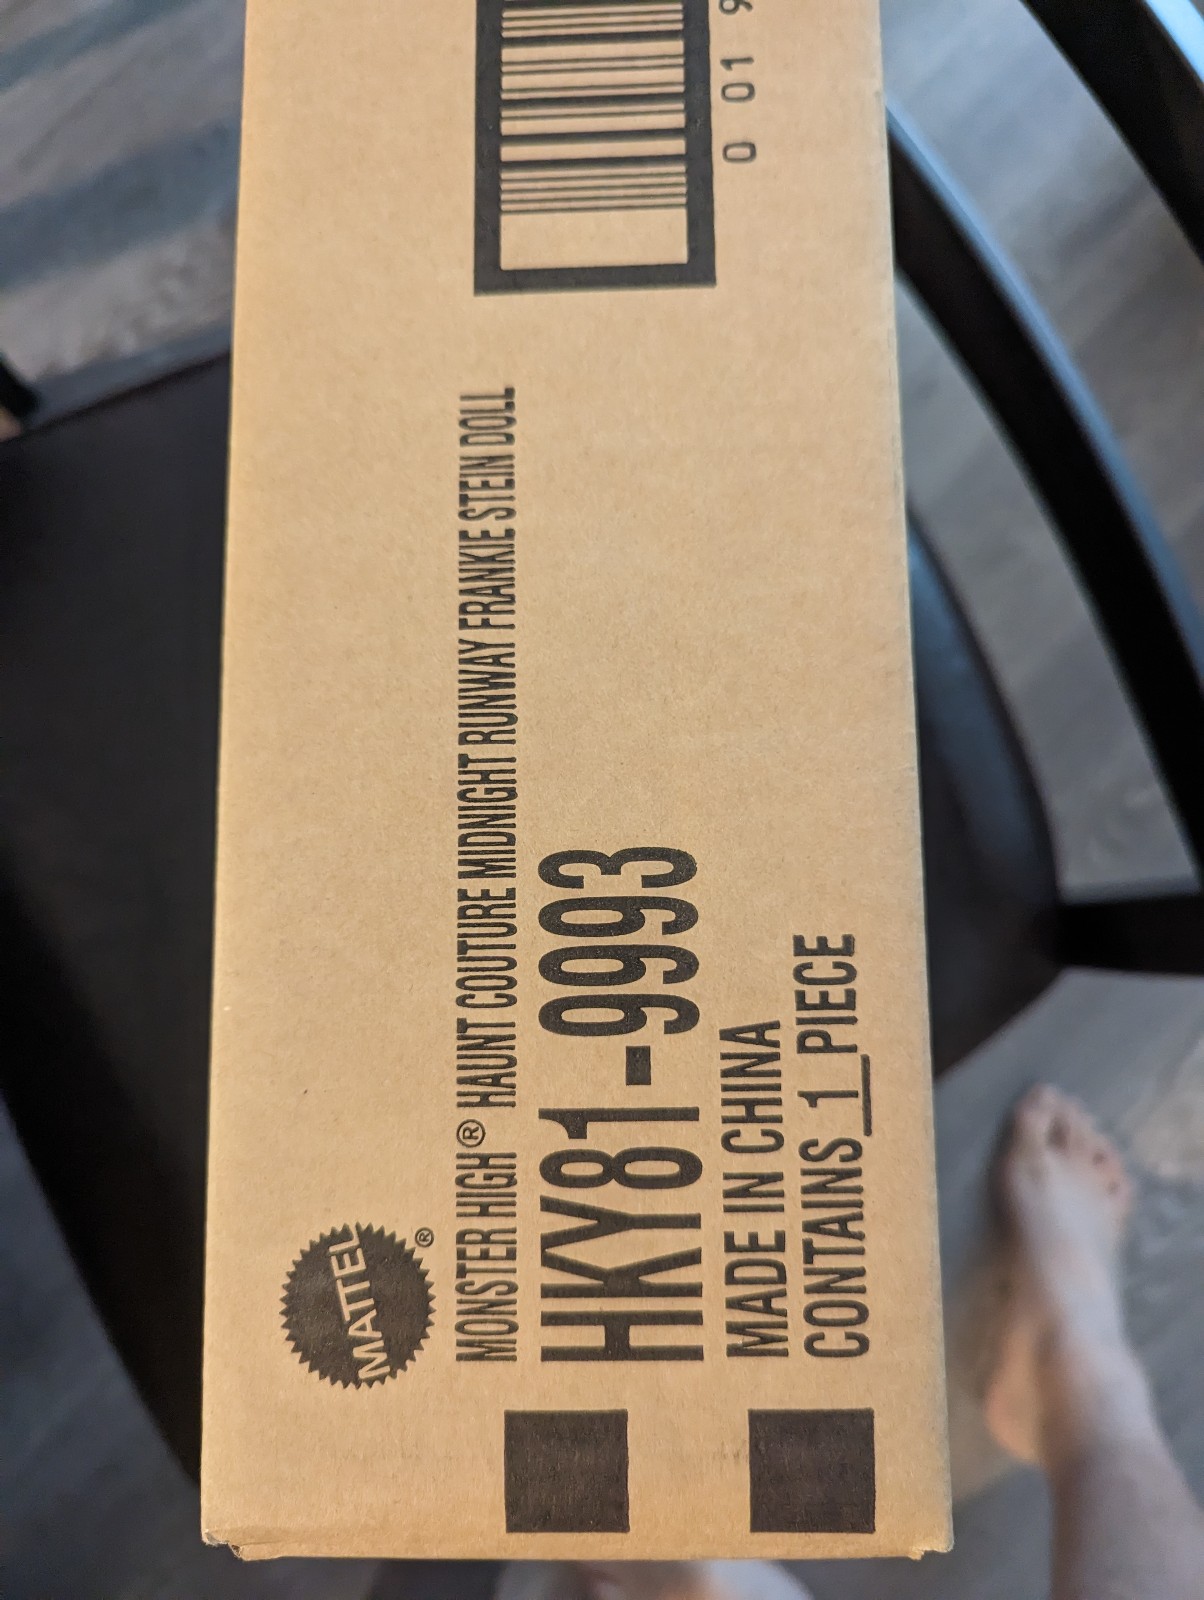 MATTEL
®
MONSTER HIGH® HAUNT COUTURE MIDNIGHT RUNWAY FRANKIE STEIN DOLL
HKY81-9993
MADE IN CHINA
CONTAINS 1 PIECE
0 01 9